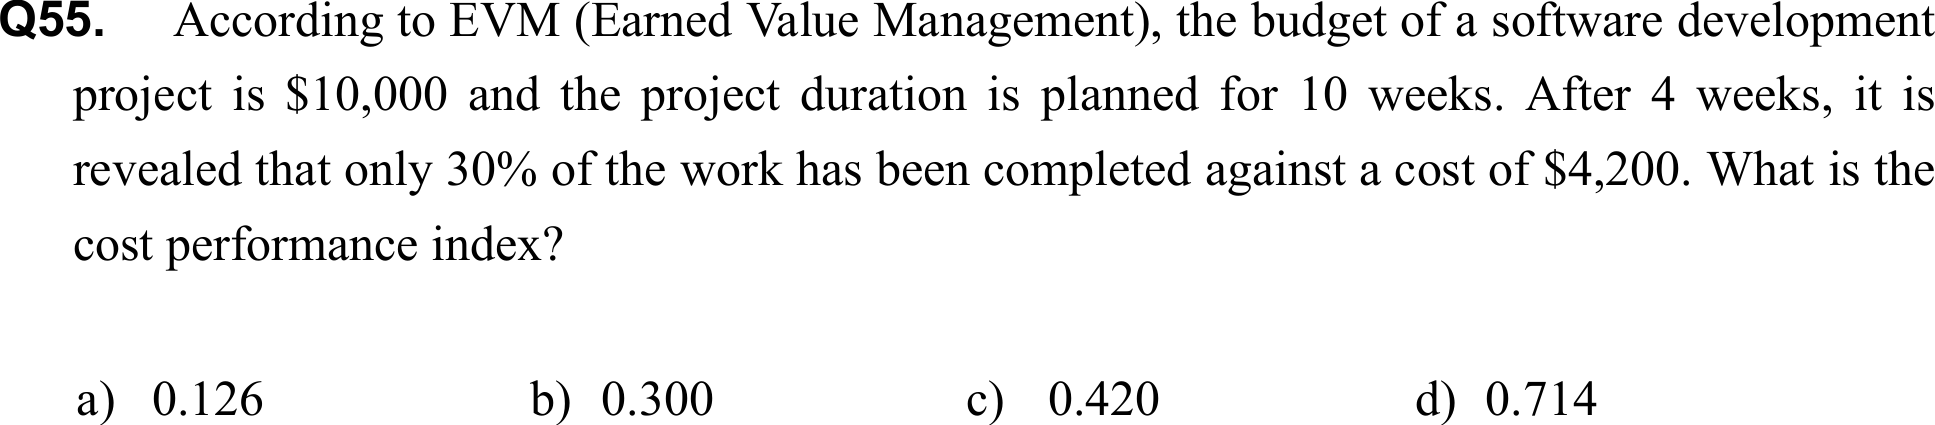 Q55. According to EVM (Earned Value Management), the budget of a software development
project is $10,000 and the project duration is planned for 10 weeks. After 4 weeks, it is
revealed that only 30% of the work has been completed against a cost of $4,200. What is the
cost performance index?
a) 0.126 b) 0.300 c) 0.420 d) 0.714